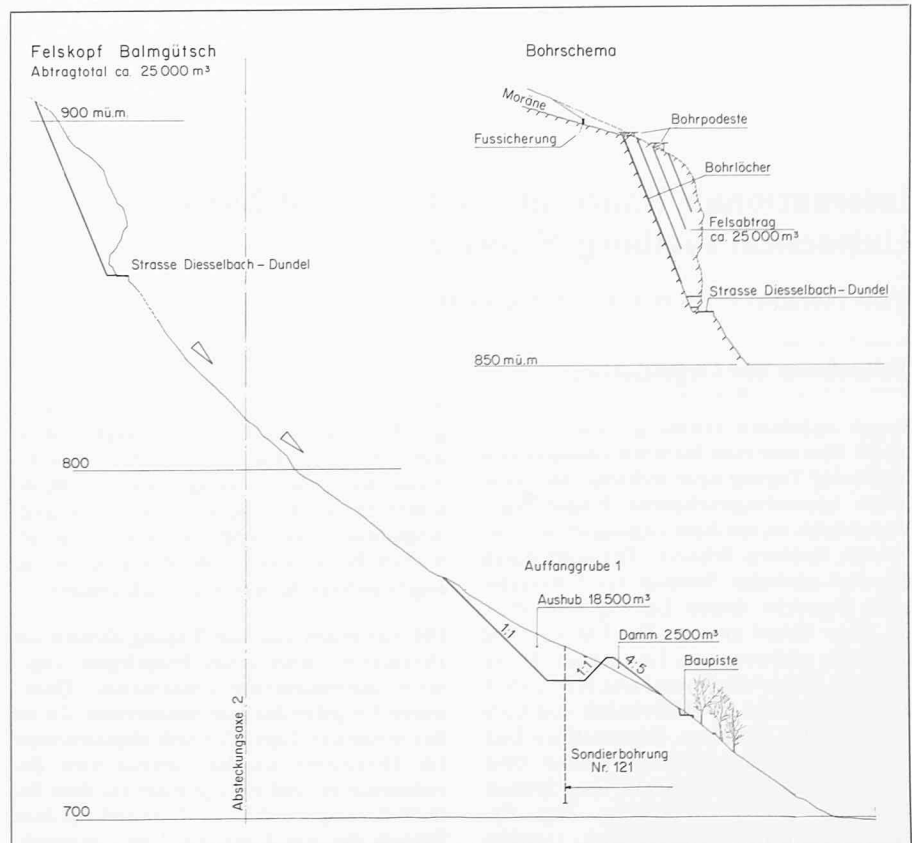 Felskopf Balmgütsch
Abtragtotal ca. 25 000 m³
900 mü.m.
Strasse Diesselbach – Dundel
800
Absteckungsaxe 2
Auffanggrube 1
Aushub 18 500 m³
Damm 2500 m³
1:1
1:1
4:5
Baupiste
Sondierbohrung
Nr. 121
700
Bohrschema
Moräne
Fussicherung
Bohrpodeste
Bohrlöcher
Felsabtrag
ca. 25 000 m³
Strasse Diesselbach – Dundel
850 mü.m